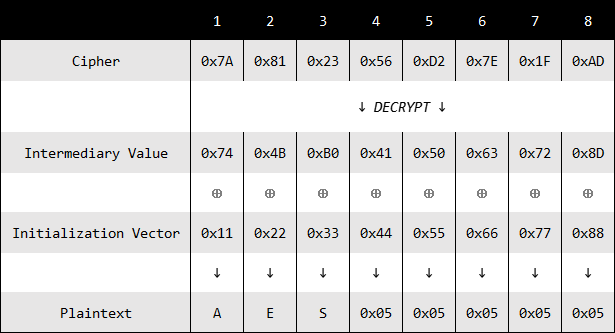 1 2 3 4 5 6 7 8
Cipher 0x7A 0x81 0x23 0x56 0xD2 0x7E 0x1F 0xAD
↓ DECRYPT ↓
Intermediary Value 0x74 0x4B 0xB0 0x41 0x50 0x63 0x72 0x8D
⊕ ⊕ ⊕ ⊕ ⊕ ⊕ ⊕ ⊕
Initialization Vector 0x11 0x22 0x33 0x44 0x55 0x66 0x77 0x88
↓ ↓ ↓ ↓ ↓ ↓ ↓ ↓
Plaintext A E S 0x05 0x05 0x05 0x05 0x05